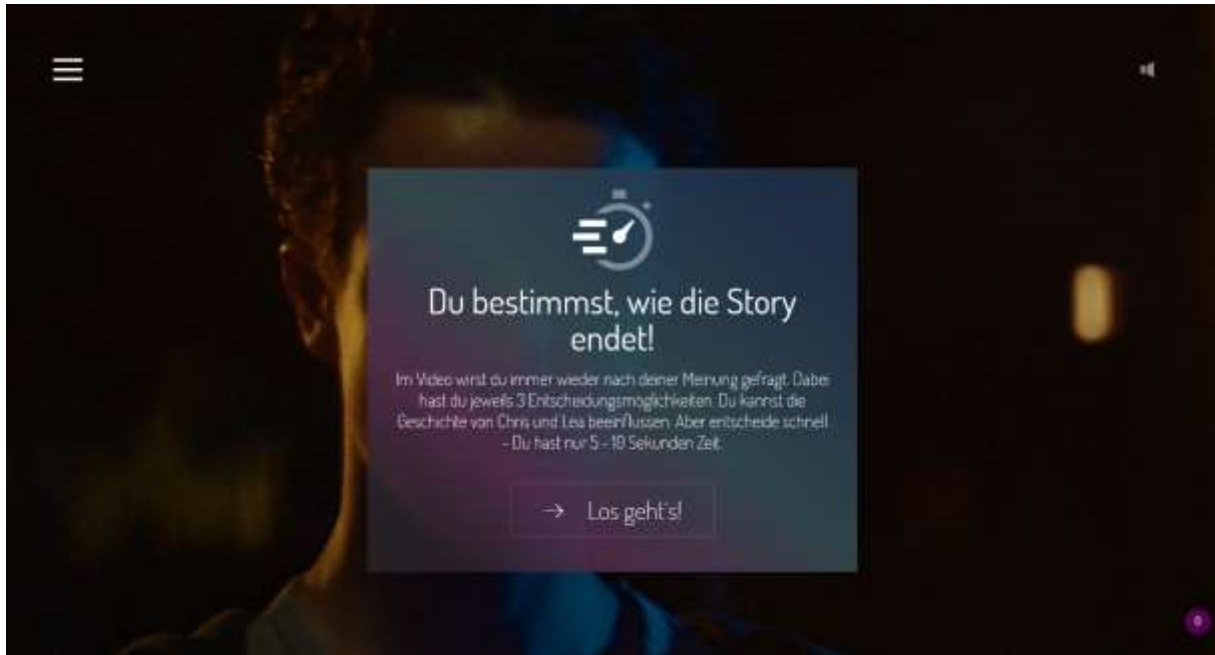 Du bestimmst, wie die Story
endet!
Im Video wirst du immer wieder nach deiner Meinung gefragt. Dabei
hast du jeweils 3 Entscheidungsmöglichkeiten. Du kannst die
Geschichte von Chris und Lea beeinflussen. Aber entscheide schnell
- Du hast nur 5 - 10 Sekunden Zeit.
→ Los geht's!